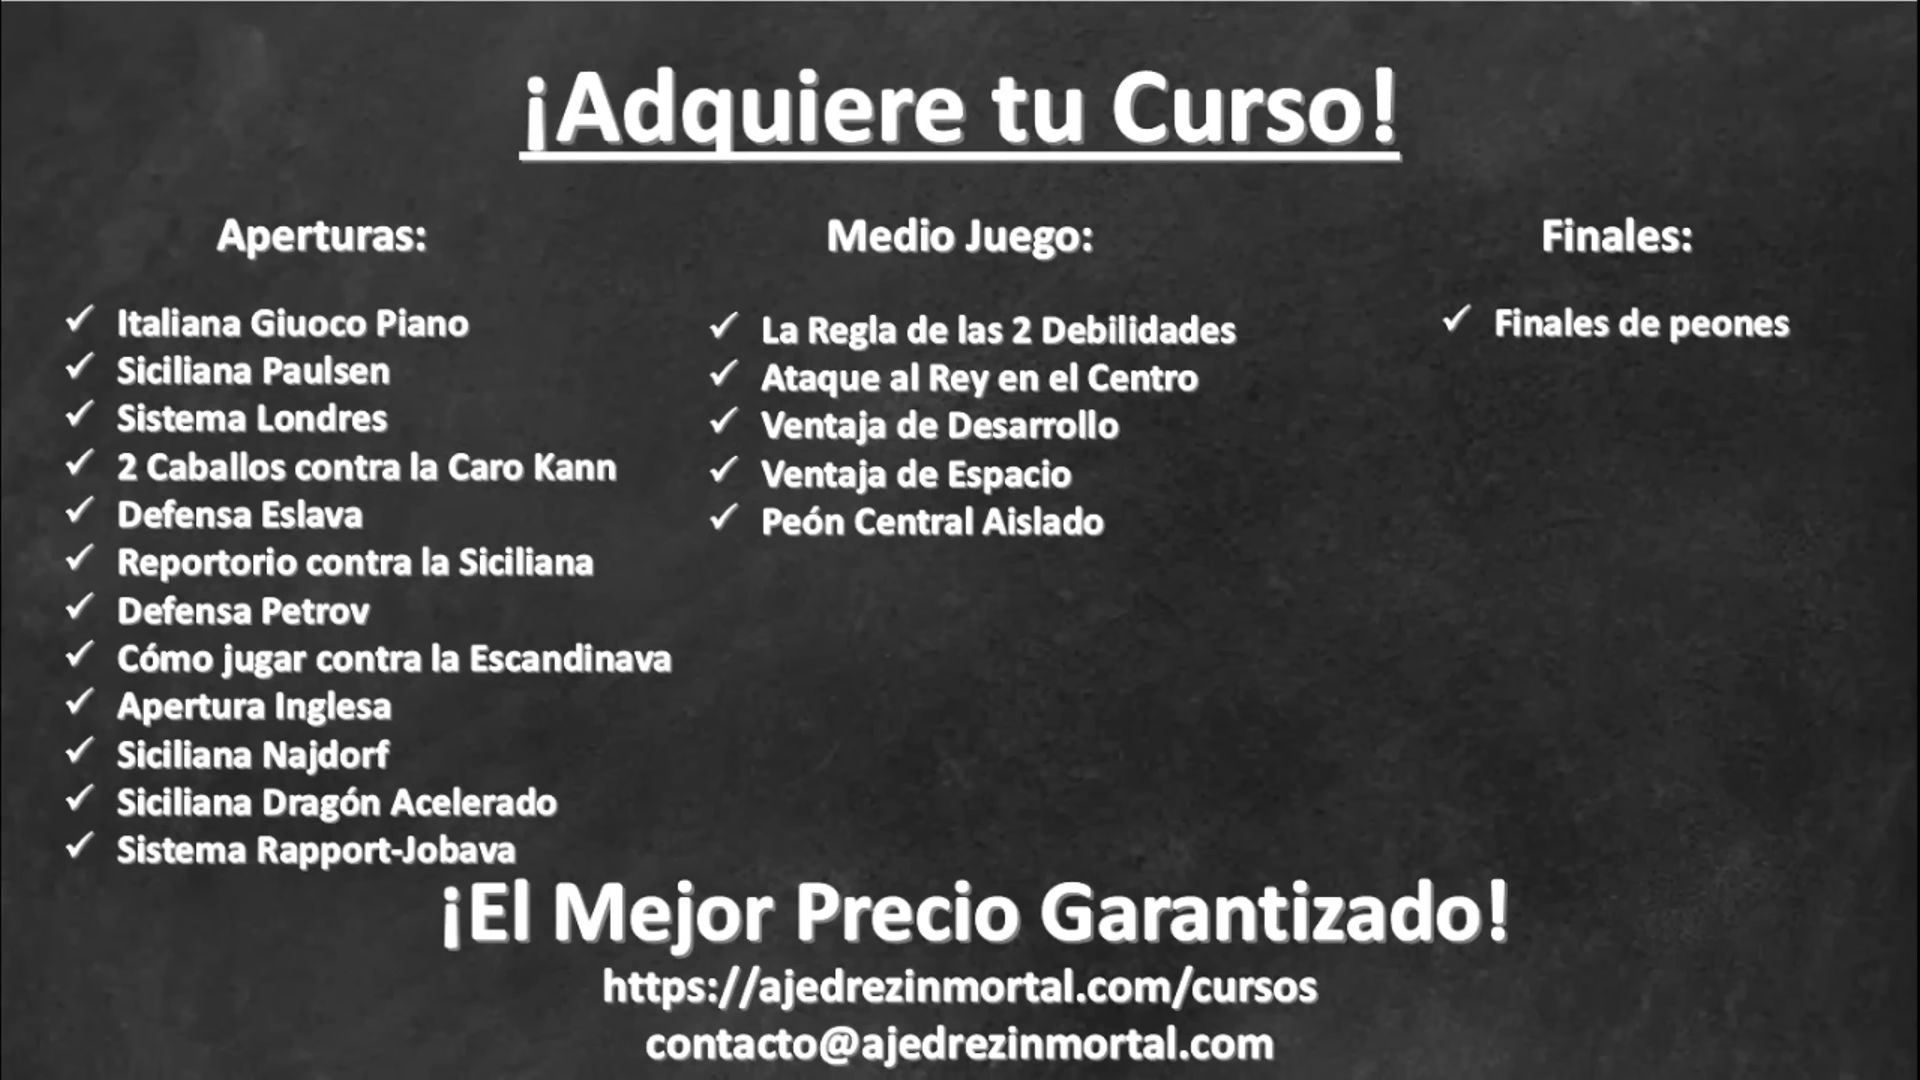 ¡Adquiere tu Curso!
Aperturas:
Italiana Giuoco Piano
Siciliana Paulsen
Sistema Londres
2 Caballos contra la Caro Kann
Defensa Eslava
Reportorio contra la Siciliana
Defensa Petrov
Cómo jugar contra la Escandinava
Apertura Inglesa
Siciliana Najdorf
Siciliana Dragón Acelerado
Sistema Rapport-Jobava
Medio Juego:
La Regla de las 2 Debilidades
Ataque al Rey en el Centro
Ventaja de Desarrollo
Ventaja de Espacio
Peón Central Aislado
Finales:
Finales de peones
¡El Mejor Precio Garantizado!
https://ajedrezinmortal.com/cursos
contacto@ajedrezinmortal.com